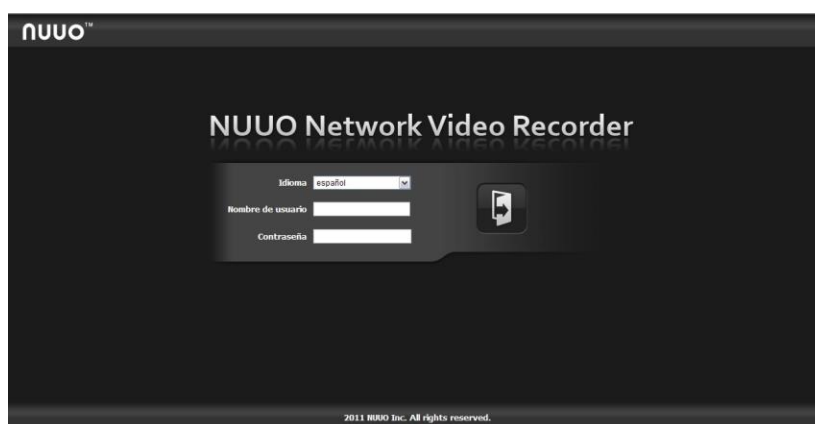 nuuo™
NUUO Network Video Recorder
Idioma español
Nombre de usuario
Contraseña
2011 NUUO Inc. All rights reserved.